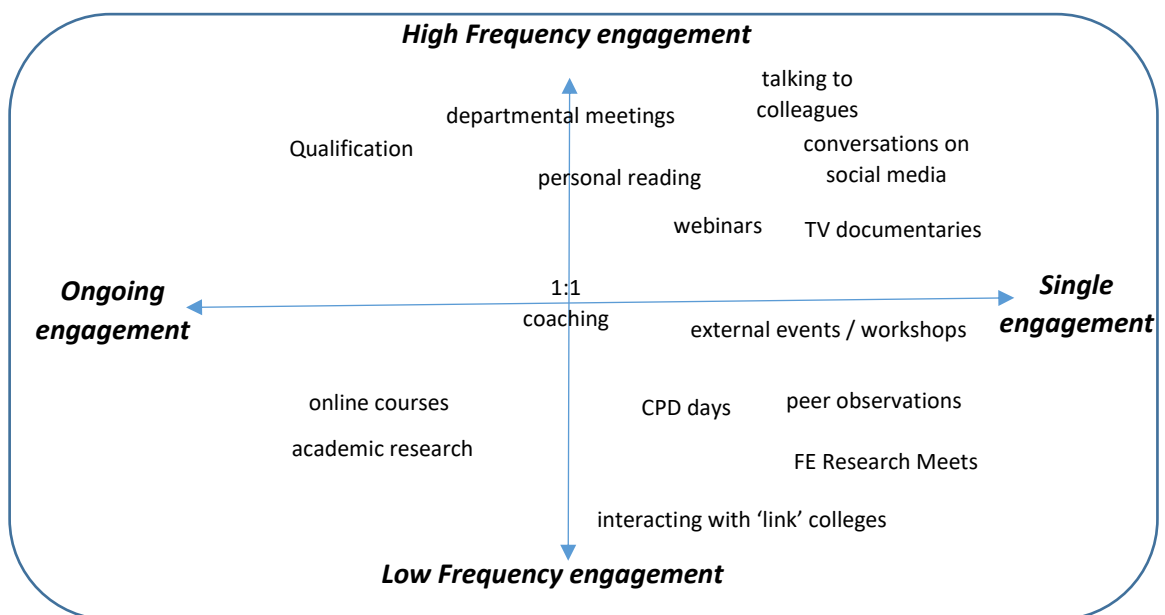 High Frequency engagement
talking to
colleagues
departmental meetings
Qualification
conversations on
social media
personal reading
webinars
TV documentaries
Ongoing
engagement
1:1
coaching
Single
engagement
external events / workshops
online courses
CPD days
peer observations
academic research
FE Research Meets
interacting with ‘link’ colleges
Low Frequency engagement